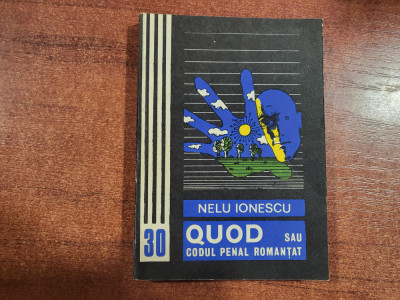 NELU IONESCU
30
QUOD SAU
CODUL PENAL ROMANȚAT